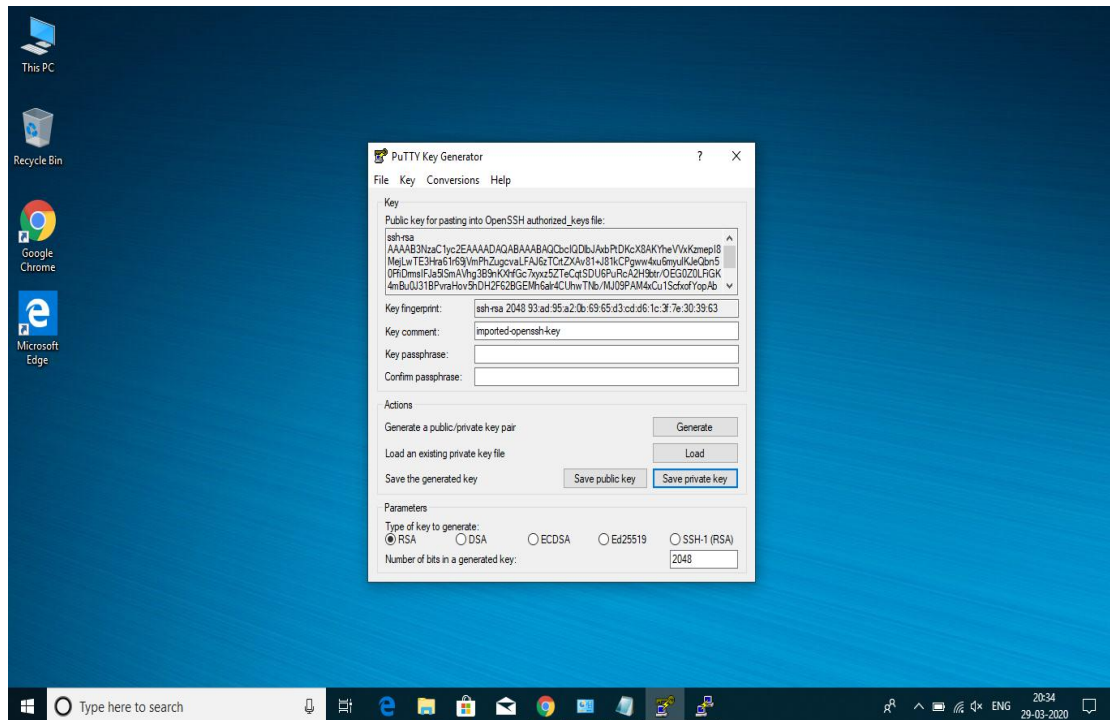 This PC
Recycle Bin
Google
Chrome
Microsoft
Edge
PuTTY Key Generator
File Key Conversions Help
Key
Public key for pasting into OpenSSH authorized_keys file:
ssh-rsa
Key fingerprint: ssh-rsa 2048 93:ad:95:a2:0b:69:65:d3:cd:d6:1c:3f:7e:30:39:63
Key comment: imported-openssh-key
Key passphrase:
Confirm passphrase:
Actions
Generate a public/private key pair Generate
Load an existing private key file Load
Save the generated key Save public key Save private key
Parameters
Type of key to generate:
RSA DSA ECDSA Ed25519 SSH-1 (RSA)
Number of bits in a generated key: 2048
Type here to search
ENG
20:34
29-03-2020